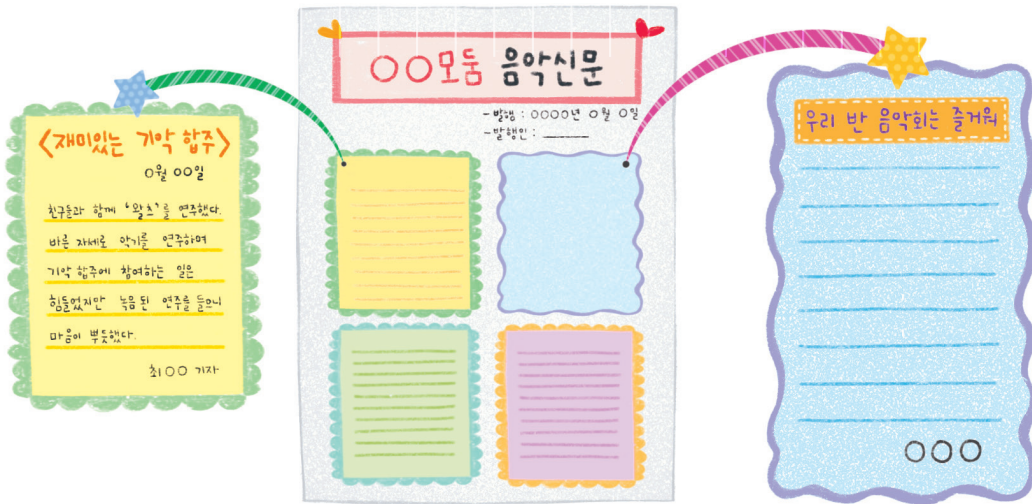 <재미있는 기악 합주>
0월 00일
친구들과 함께 '왈츠'를 연주했다.
바른 자세로 악기를 연주하며
기악 합주에 참여하는 일은
힘들었지만 녹음 된 연주를 들으니
마음이 뿌듯했다.
최○○ 기자
○○모둠 음악신문
-발행 : 0000년 0월 0일
-발행인 : ______
우리 반 음악회는 즐거워
○○○